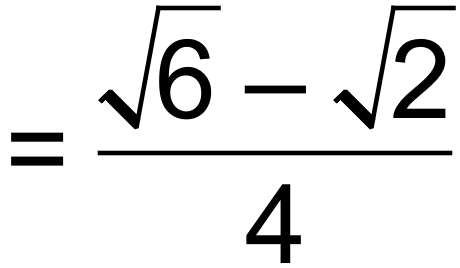 = (√6 – √2) / 4